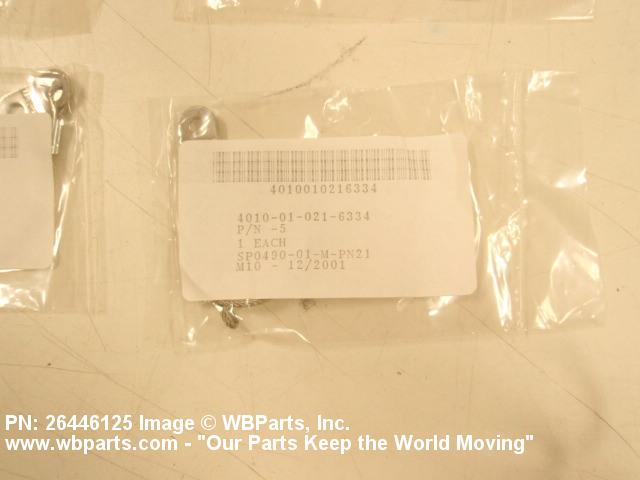 4010010216334
4010-01-021-6334
P/N -5
1 EACH
SP0490-01-M-PN21
M10 - 12/2001
PN: 26446125 Image © WBParts, Inc.
www.wbparts.com - "Our Parts Keep the World Moving"